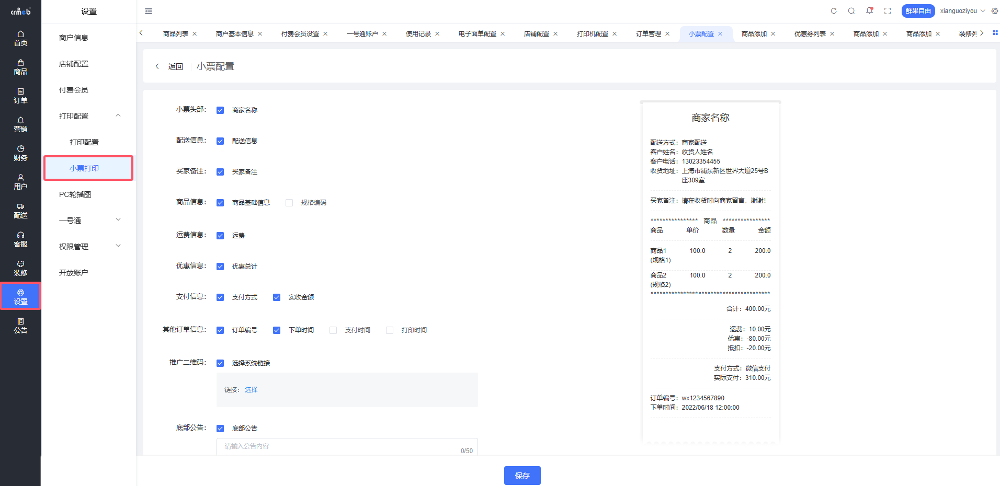 crmeb
设置
鲜果自由
xianguoziyou
首页
商品
订单
营销
财务
用户
配送
客服
装修
设置
公告
商户信息
店铺配置
付费会员
打印配置
打印配置
小票打印
PC轮播图
一号通
权限管理
开放账户
商品列表
商户基本信息
付费会员设置
一号通账户
使用记录
电子面单配置
店铺配置
打印机配置
订单管理
小票配置
商品添加
优惠券列表
商品添加
商品添加
装修列
返回
小票配置
小票头部:
商家名称
配送信息:
配送信息
买家备注:
买家备注
商品信息:
商品基础信息
规格编码
运费信息:
运费
优惠信息:
优惠总计
支付信息:
支付方式
实收金额
其他订单信息:
订单编号
下单时间
支付时间
打印时间
推广二维码:
选择系统链接
链接: 选择
底部公告:
底部公告
请输入公告内容
0/50
商家名称
配送方式: 商家配送
客户姓名: 收货人姓名
客户电话: 13023354455
收货地址: 上海市浦东新区世界大道25号B
座309室
买家备注: 请在收货时向商家留言，谢谢!
**************** 商品 ****************
商品 单价 数量 金额
商品1 100.0 2 200.0
(规格1)
商品2 100.0 2 200.0
(规格2)
****************************************
合计: 400.00元
运费: 10.00元
优惠: -80.00元
抵扣: -20.00元
支付方式: 微信支付
实际支付: 310.00元
订单编号: wx1234567890
下单时间: 2022/06/18 12:00:00
保存